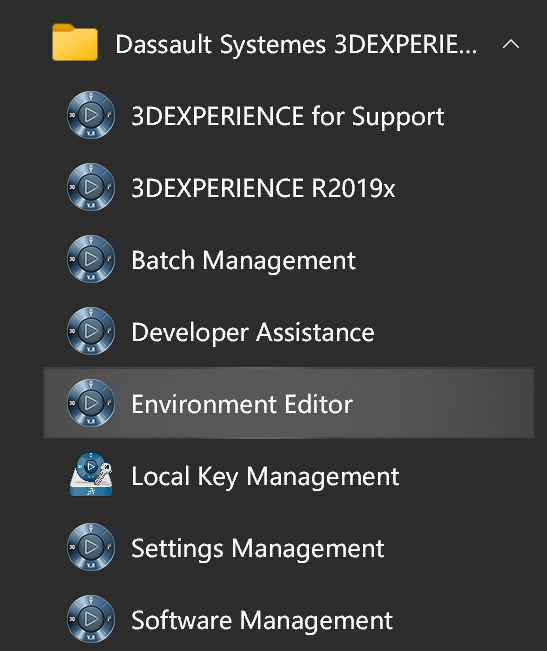 Dassault Systemes 3DEXPERIE...
3DEXPERIENCE for Support
3DEXPERIENCE R2019x
Batch Management
Developer Assistance
Environment Editor
Local Key Management
Settings Management
Software Management